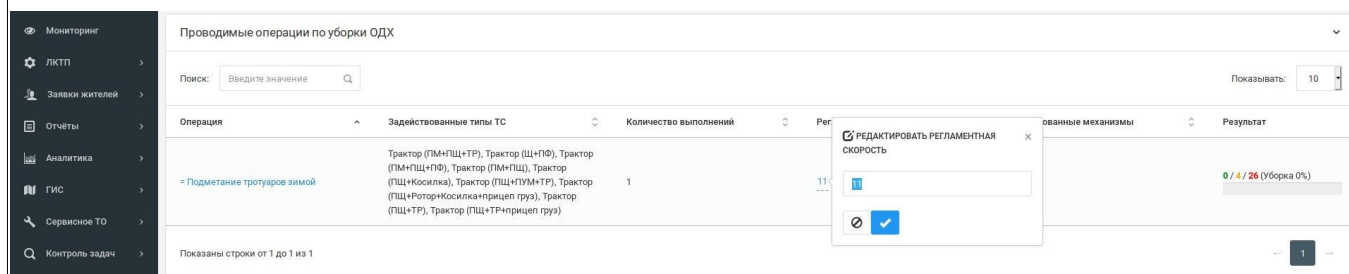 Мониторинг
ЛКТП
Заявки жителей
Отчёты
Аналитика
ГИС
Сервисное ТО
Контроль задач
Проводимые операции по уборки ОДХ
Поиск: Введите значение
Показывать: 10
Операция
Задействованные типы ТС
Количество выполнений
Рег
ованные механизмы
Результат
= Подметание тротуаров зимой
Трактор (ПМ+ПЩ+ТР), Трактор (Щ+ПФ), Трактор
(ПМ+ПЩ+ПФ), Трактор (ПМ+ПЩ), Трактор
(ПЩ+Косилка), Трактор (ПЩ+ПУМ+ТР), Трактор
(ПЩ+Ротор+Косилка+прицеп груз), Трактор
(ПЩ+ТР), Трактор (ПЩ+ТР+прицеп груз)
1
11
РЕДАКТИРОВАТЬ РЕГЛАМЕНТНАЯ
СКОРОСТЬ
11
0 / 4 / 26 (Уборка 0%)
Показаны строки от 1 до 1 из 1
← 1 →